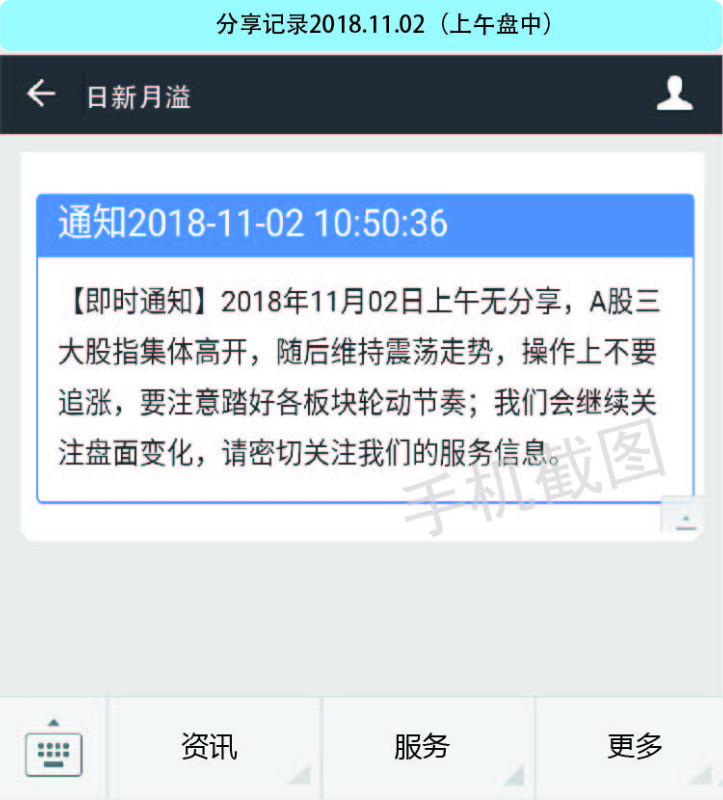 分享记录2018.11.02（上午盘中）
日新月溢
通知2018-11-02 10:50:36
【即时通知】2018年11月02日上午无分享，A股三
大股指集体高开，随后维持震荡走势，操作上不要
追涨，要注意踏好各板块轮动节奏；我们会继续关
注盘面变化，请密切关注我们的服务信息。
手机截图
资讯
服务
更多